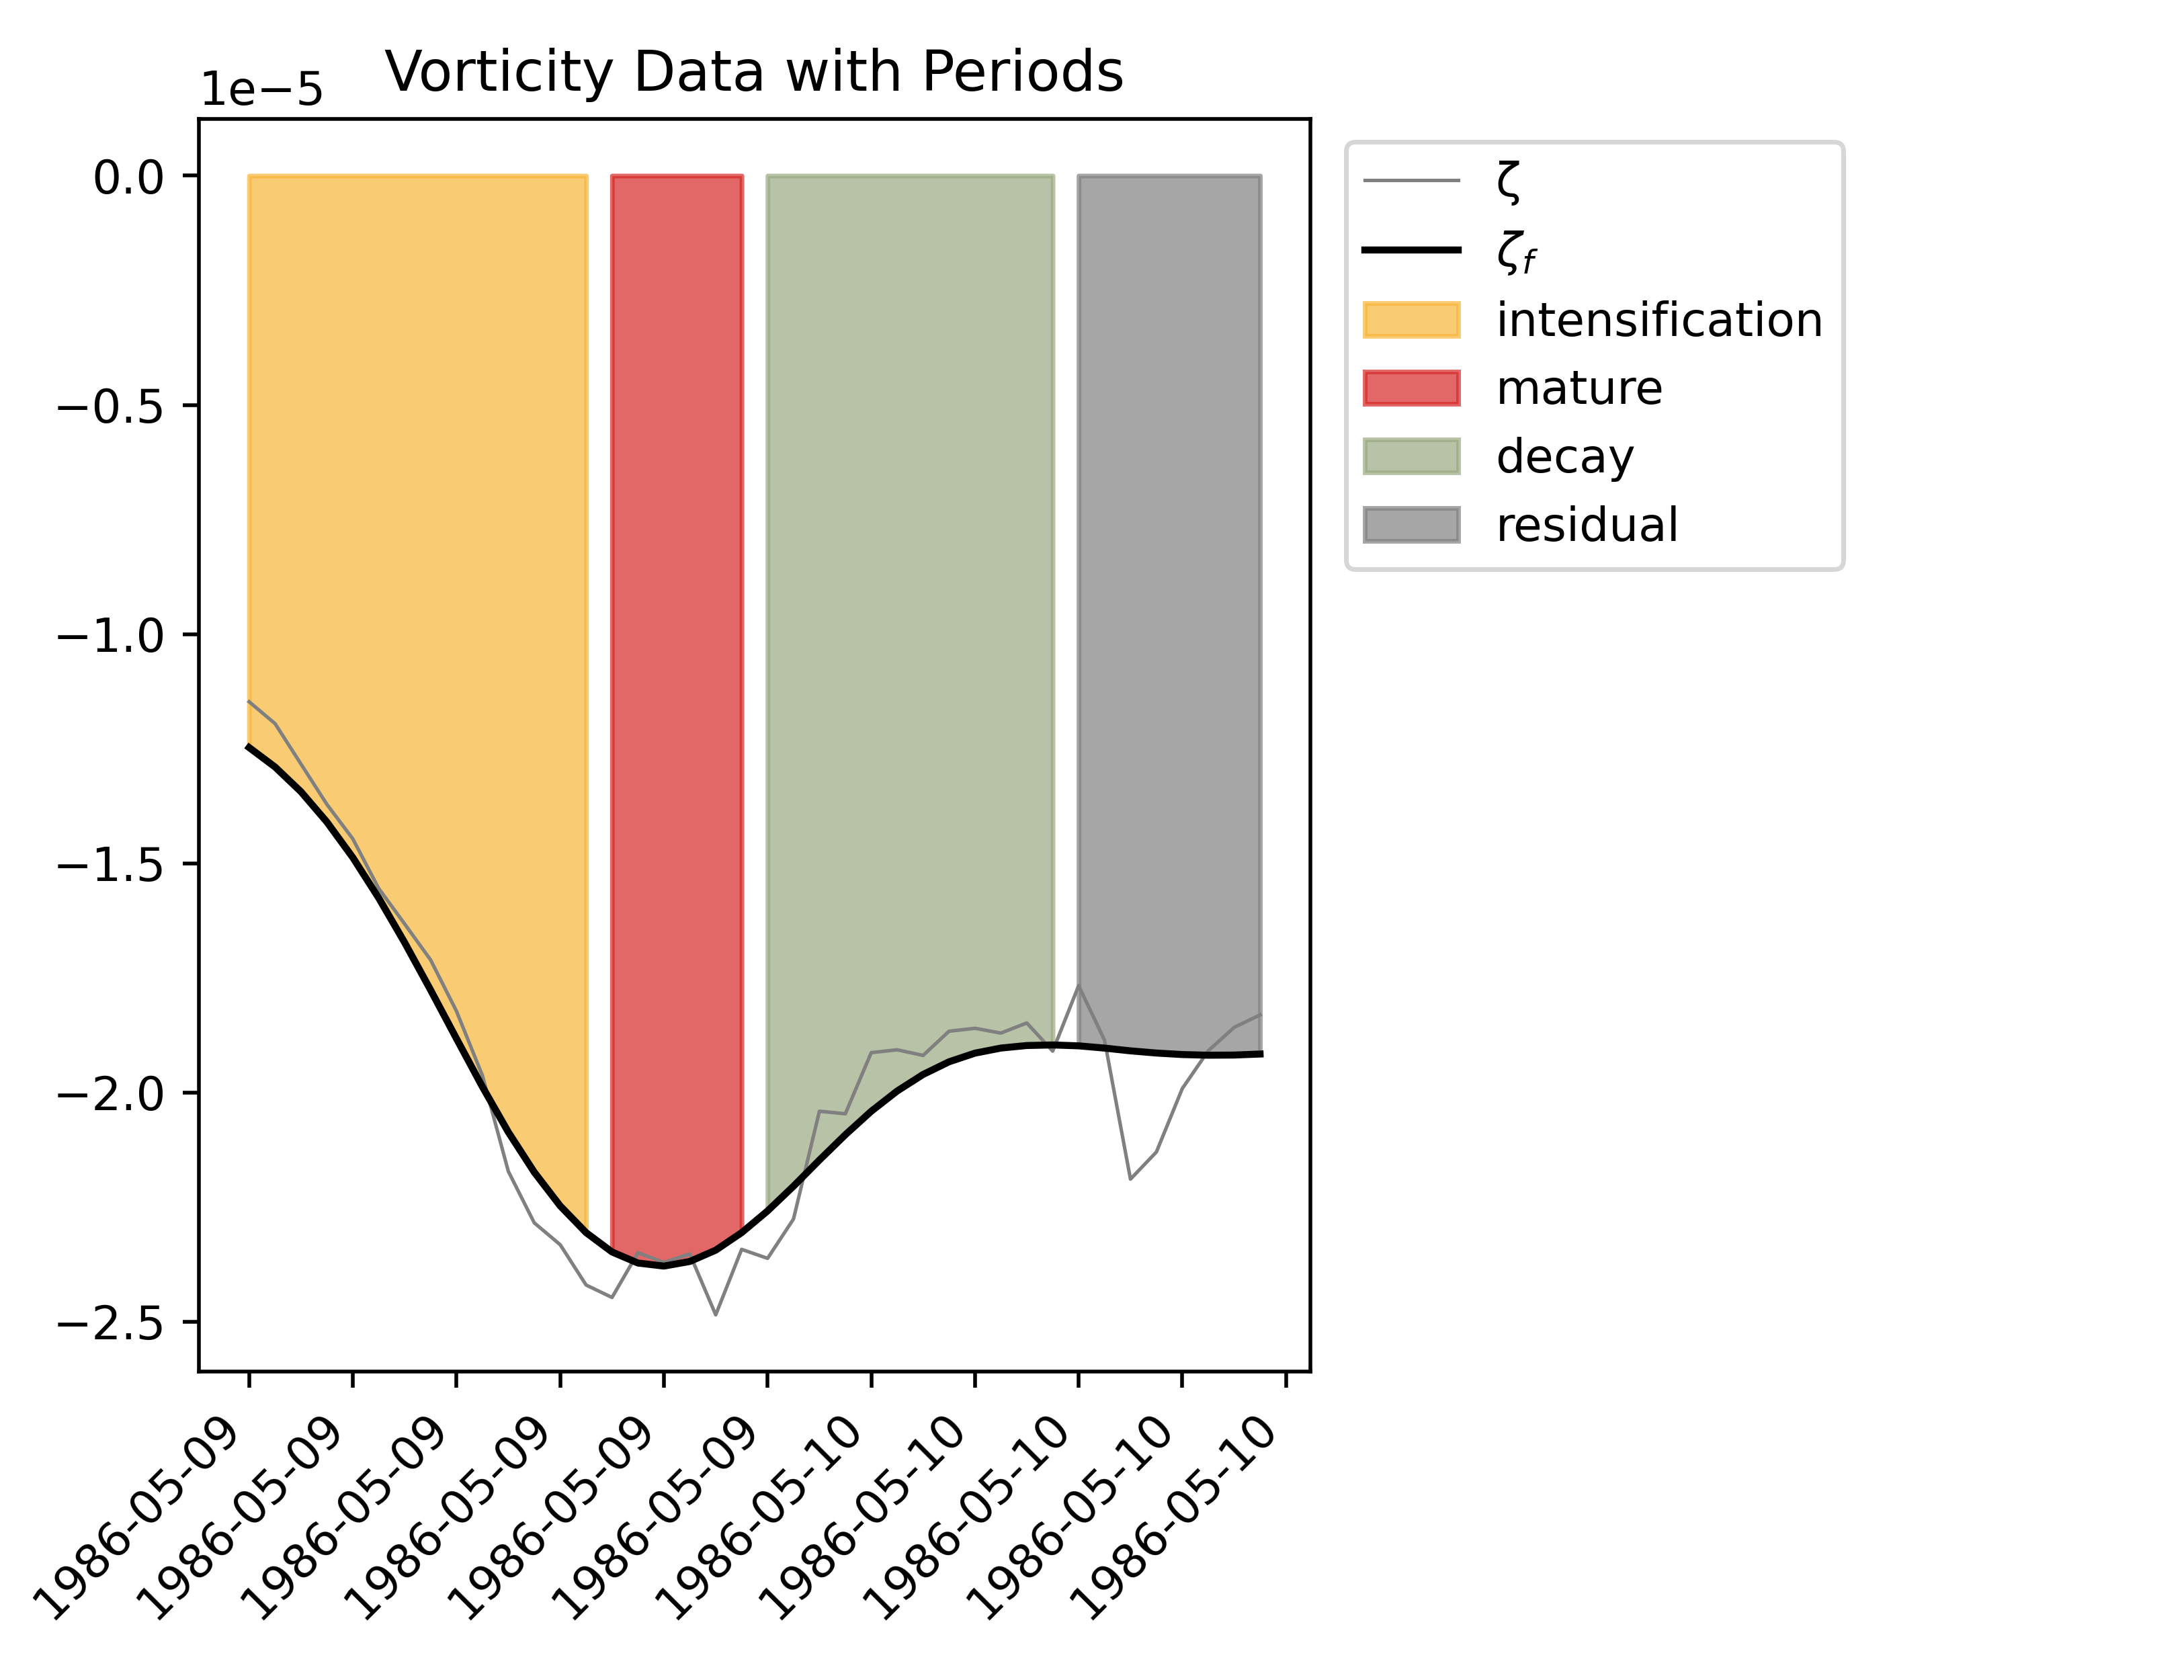 Vorticity Data with Periods
1e−5
0.0
−0.5
−1.0
−1.5
−2.0
−2.5
1986-05-09
1986-05-09
1986-05-09
1986-05-09
1986-05-09
1986-05-09
1986-05-10
1986-05-10
1986-05-10
1986-05-10
1986-05-10
ζ
ζf
intensification
mature
decay
residual